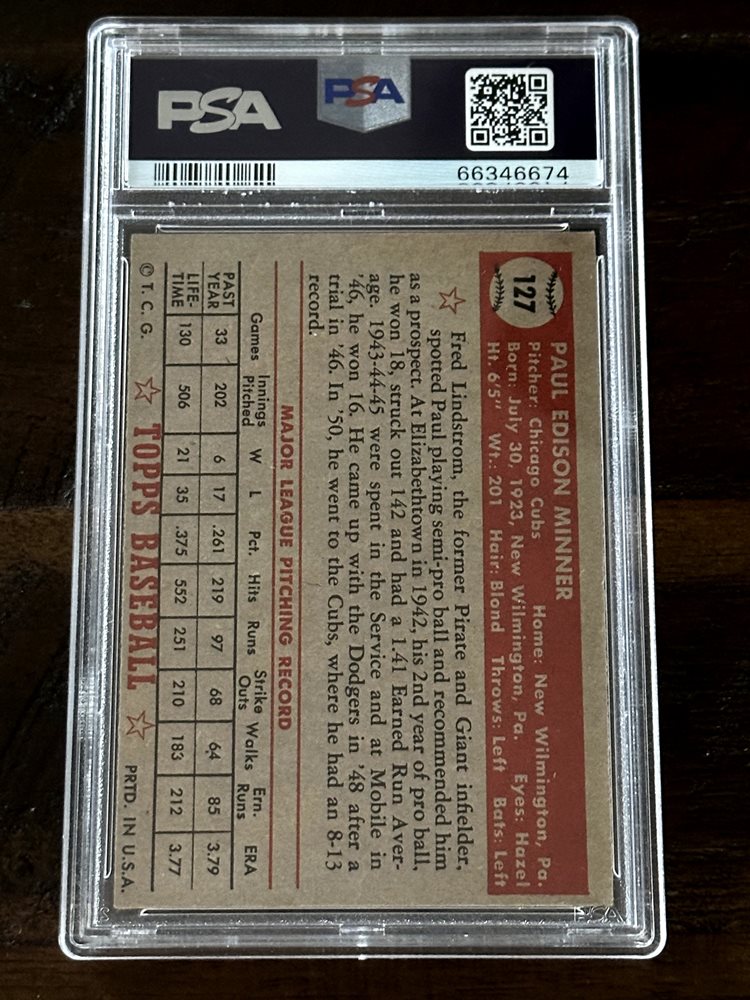 PSA
PSA
66346674
127
PAUL EDISON MINNER
Pitcher: Chicago Cubs Home: New Wilmington, Pa.
Born: July 30, 1923, New Wilmington, Pa. Eyes: Hazel
Ht. 6'5" Wt.: 201 Hair: Blond Throws: Left Bats: Left
Fred Lindstrom, the former Pirate and Giant infielder,
spotted Paul playing semi-pro ball and recommended him
as a prospect. At Elizabethtown in 1942, his 2nd year of pro ball,
he won 18, struck out 142 and had a 1.41 Earned Run Aver-
age. 1943-44-45 were spent in the Service and at Mobile in
'46, he won 16. He came up with the Dodgers in '48 after a
trial in '46. In '50, he went to the Cubs, where he had an 8-13
record.
MAJOR LEAGUE PITCHING RECORD
Games Innings Pitched W L Pct. Hits Runs Strike Outs Walks Ern. Runs ERA
PAST YEAR 33 202 6 17 .261 219 97 68 64 85 3.79
LIFE-TIME 130 506 21 35 .375 552 251 210 183 212 3.77
© T. C. G. TOPPS BASEBALL PRTD. IN U.S.A.
PSA